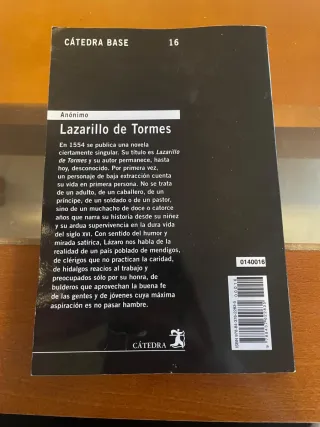 CÁTEDRA BASE 16
Anónimo
Lazarillo de Tormes
En 1554 se publica una novela
ciertamente singular. Su título es Lazarillo
de Tormes y su autor permanece, hasta
hoy, desconocido. Por primera vez,
un personaje de baja extracción cuenta
su vida en primera persona. No se trata
de un adulto, de un caballero, de un
príncipe, de un soldado o de un pastor,
sino de un muchacho de doce o catorce
años que narra su historia desde su niñez
y su ardua supervivencia en la dura vida
del siglo XVI. Con sentido del humor y
mirada satírica, Lázaro nos habla de la
realidad de un país poblado de mendigos,
de clérigos que no practican la caridad,
de hidalgos reacios al trabajo y
preocupados sólo por su honra, de
bulderos que aprovechan la buena fe
de las gentes y de jóvenes cuya máxima
aspiración es no pasar hambre.
0140016
CÁTEDRA